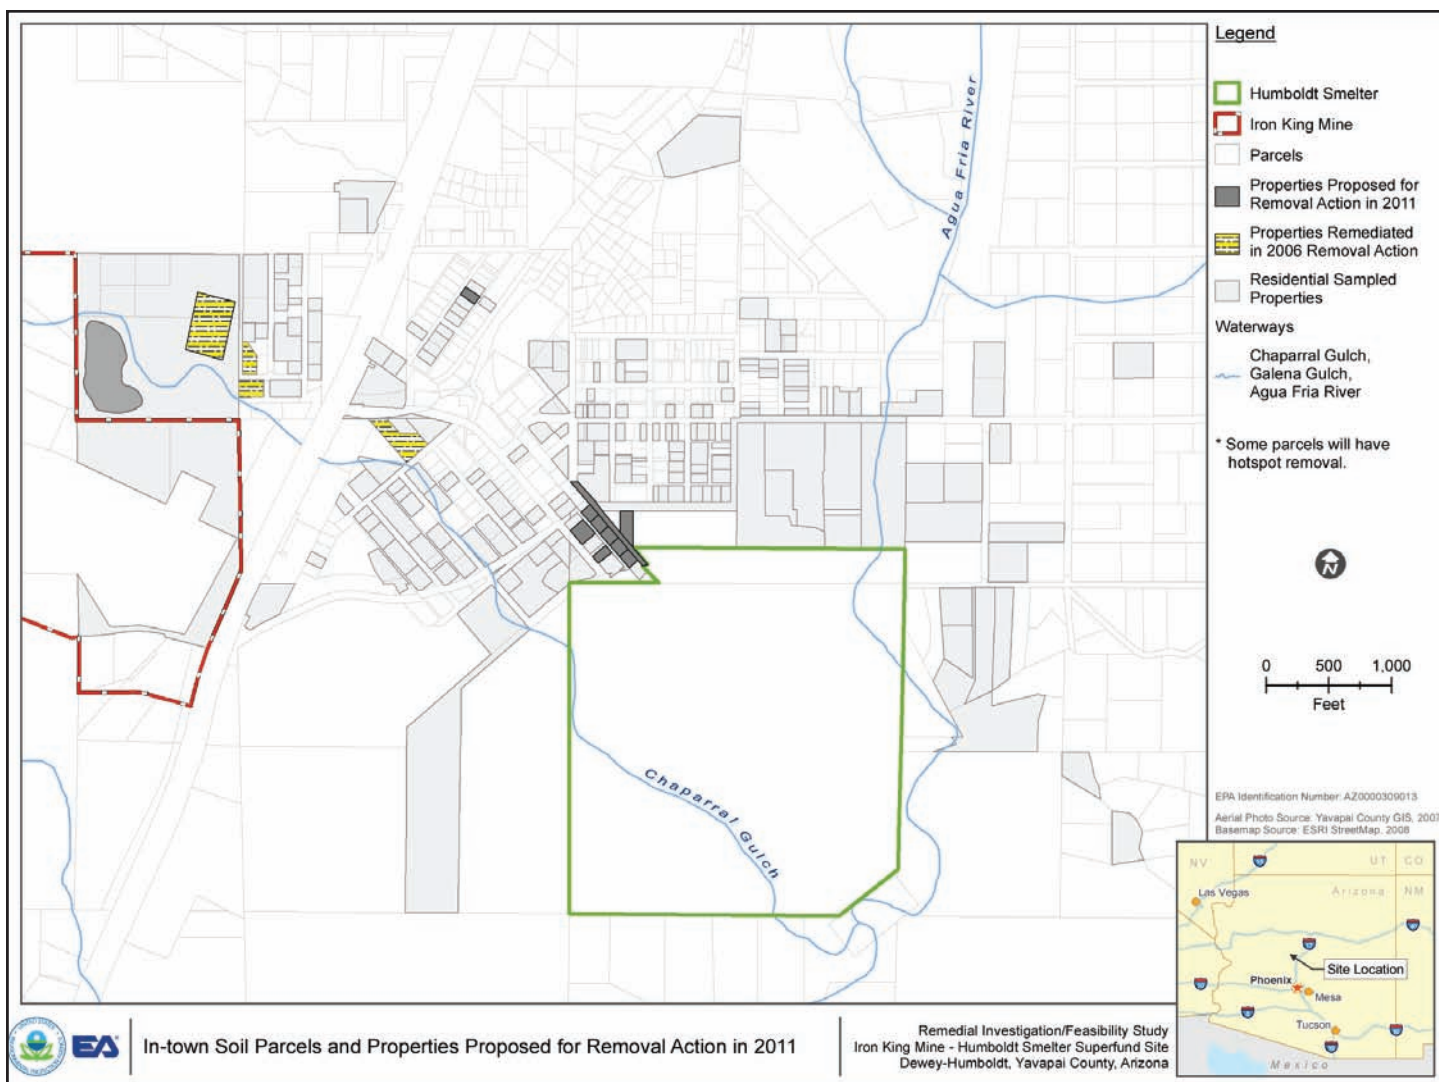 Legend
Humboldt Smelter
Iron King Mine
Parcels
Properties Proposed for
Removal Action in 2011
Properties Remediated
in 2006 Removal Action
Residential Sampled
Properties
Waterways
Chaparral Gulch,
Galena Gulch,
Agua Fria River
* Some parcels will have
hotspot removal.
N
0 500 1,000
Feet
EPA Identification Number: AZ0000309013
Aerial Photo Source: Yavapai County GIS, 2007
Basemap Source: ESRI StreetMap, 2008
Agua Fria River
Chaparral Gulch
NV UT CO
Las Vegas
Arizona NM
Site Location
Phoenix
Mesa
Tucson
Mexico
EA
In-town Soil Parcels and Properties Proposed for Removal Action in 2011
Remedial Investigation/Feasibility Study
Iron King Mine - Humboldt Smelter Superfund Site
Dewey-Humboldt, Yavapai County, Arizona